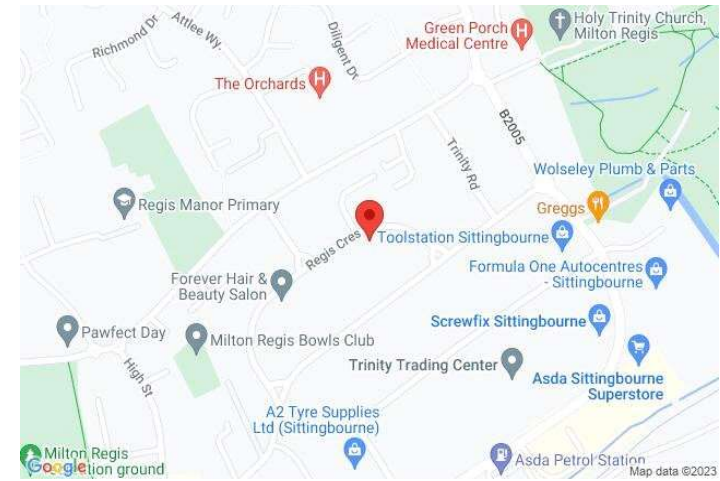 Richmond Dr
Attlee Wy.
Diligent Dr
Green Porch
Medical Centre
H
Holy Trinity Church,
Milton Regis
The Orchards
H
B2005
Trinity Rd
Wolseley Plumb & Parts
Regis Manor Primary
Greggs
Regis Cres
Toolstation Sittingbourne
Forever Hair &
Beauty Salon
Formula One Autocentres
- Sittingbourne
Pawfect Day
Milton Regis Bowls Club
Screwfix Sittingbourne
High St
Trinity Trading Center
Asda Sittingbourne
Superstore
A2 Tyre Supplies
Ltd (Sittingbourne)
Milton Regis
ation ground
Google
Asda Petrol Station
Map data ©2023